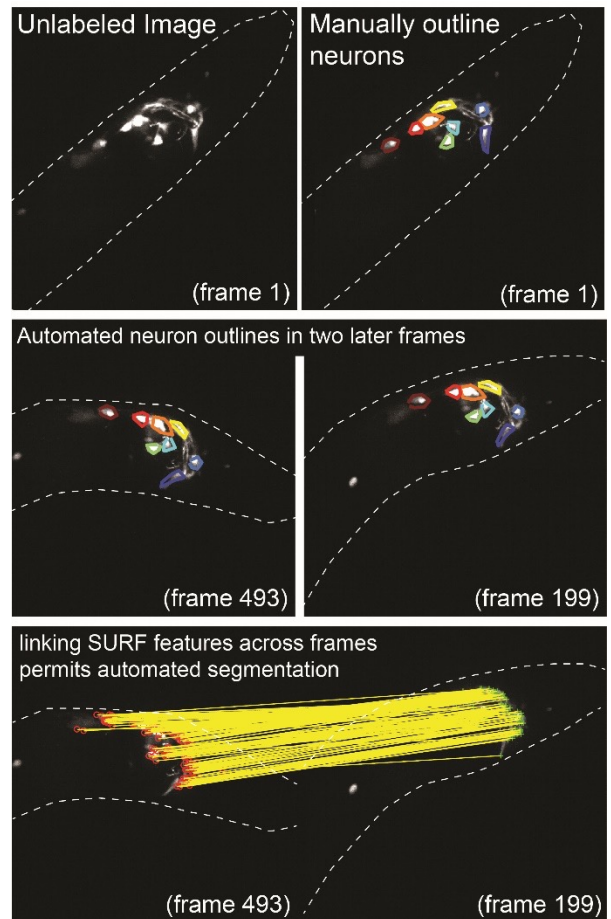 Unlabeled Image
(frame 1)
Manually outline
neurons
(frame 1)
Automated neuron outlines in two later frames
(frame 493)
(frame 199)
linking SURF features across frames
permits automated segmentation
(frame 493)
(frame 199)